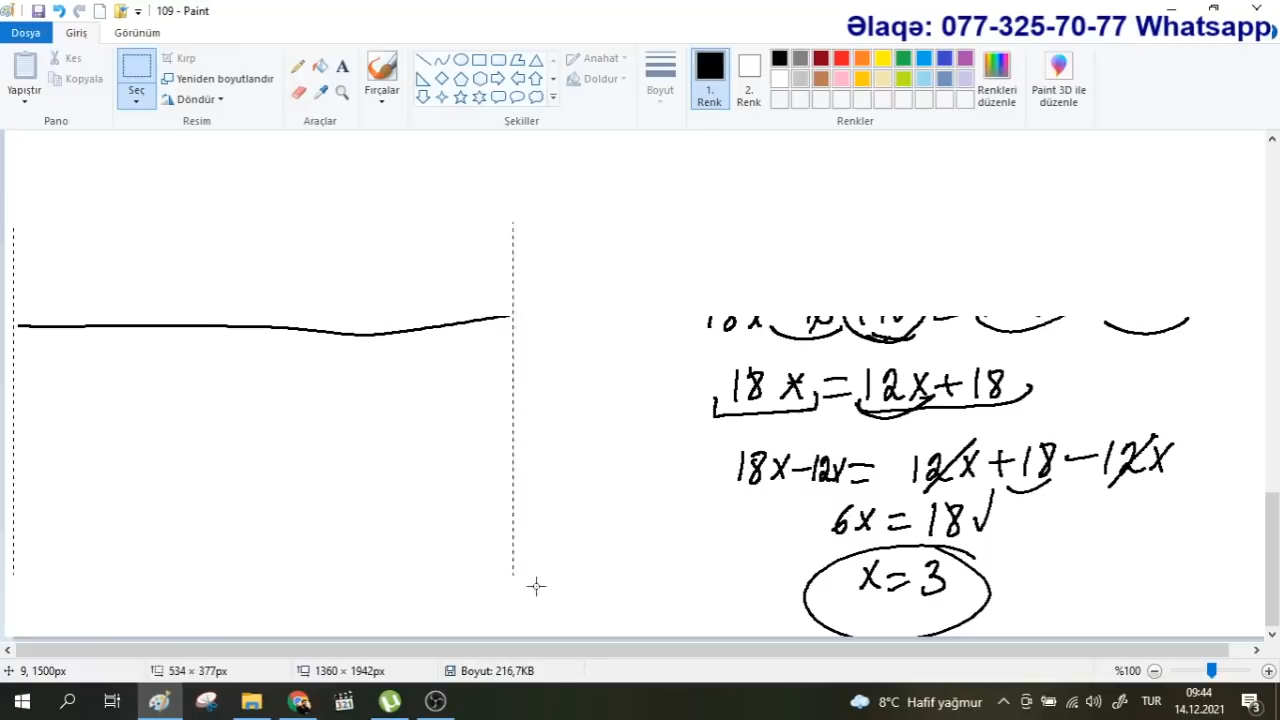 109 - Paint
Əlaqə: 077-325-70-77 Whatsapp
Dosya Giriş Görünüm
Yapıştır
Kes
Kopyala
Pano
Seç
Kırp
Yeniden boyutlandır
Döndür
Resim
A
Araçlar
Fırçalar
Anahat
Doldur
Şekiller
Boyut
1. Renk
2. Renk
Renkleri düzenle
Renkler
Paint 3D ile düzenle
18x = 12x+18
18x-12x= 12x+18-12x
6x=18
x=3
9, 1500px 534 × 377px 1360 × 1942px Boyut: 216,7KB %100
8°C Hafif yağmur TUR 09:44
14.12.2021 3